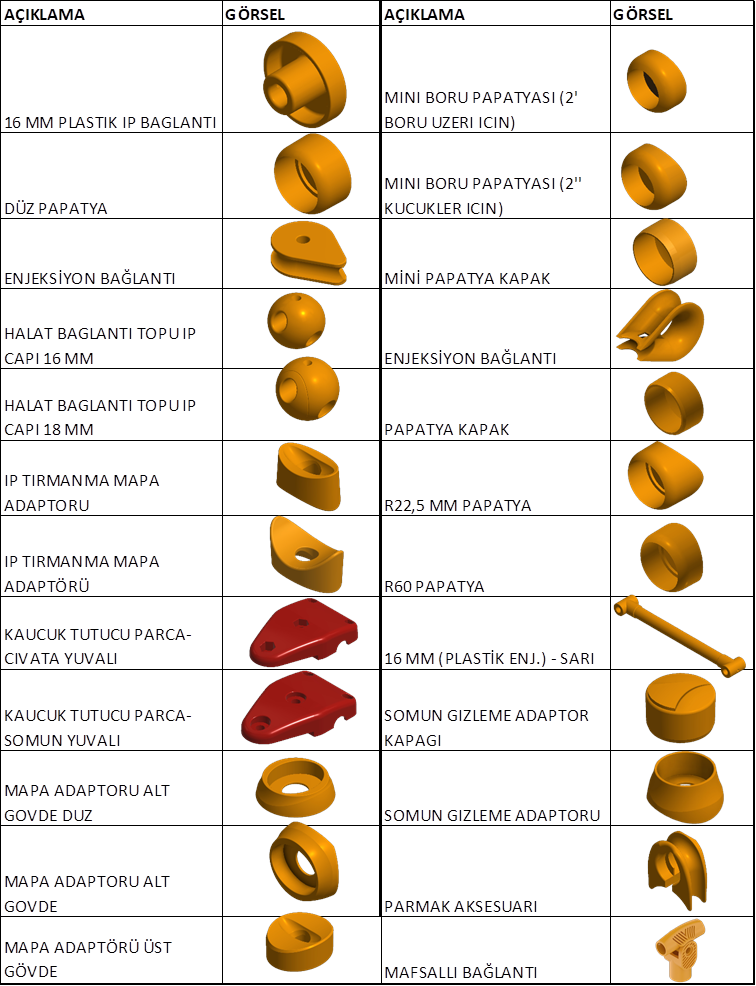 AÇIKLAMA GÖRSEL AÇIKLAMA GÖRSEL
16 MM PLASTIK IP BAGLANTI
MINI BORU PAPATYASI (2'
BORU UZERI ICIN)
DÜZ PAPATYA
MINI BORU PAPATYASI (2''
KUCUKLER ICIN)
ENJEKSİYON BAĞLANTI
MİNİ PAPATYA KAPAK
HALAT BAGLANTI TOPU IP
CAPI 16 MM
ENJEKSİYON BAĞLANTI
HALAT BAGLANTI TOPU IP
CAPI 18 MM
PAPATYA KAPAK
IP TIRMANMA MAPA
ADAPTORU
R22,5 MM PAPATYA
IP TIRMANMA MAPA
ADAPTÖRÜ
R60 PAPATYA
KAUCUK TUTUCU PARCA-
CIVATA YUVALI
16 MM (PLASTİK ENJ.) - SARI
KAUCUK TUTUCU PARCA-
SOMUN YUVALI
SOMUN GIZLEME ADAPTOR
KAPAGI
MAPA ADAPTORU ALT
GOVDE DUZ
SOMUN GIZLEME ADAPTORU
MAPA ADAPTORU ALT
GOVDE
PARMAK AKSESUARI
MAPA ADAPTÖRÜ ÜST
GÖVDE
MAFSALLI BAĞLANTI